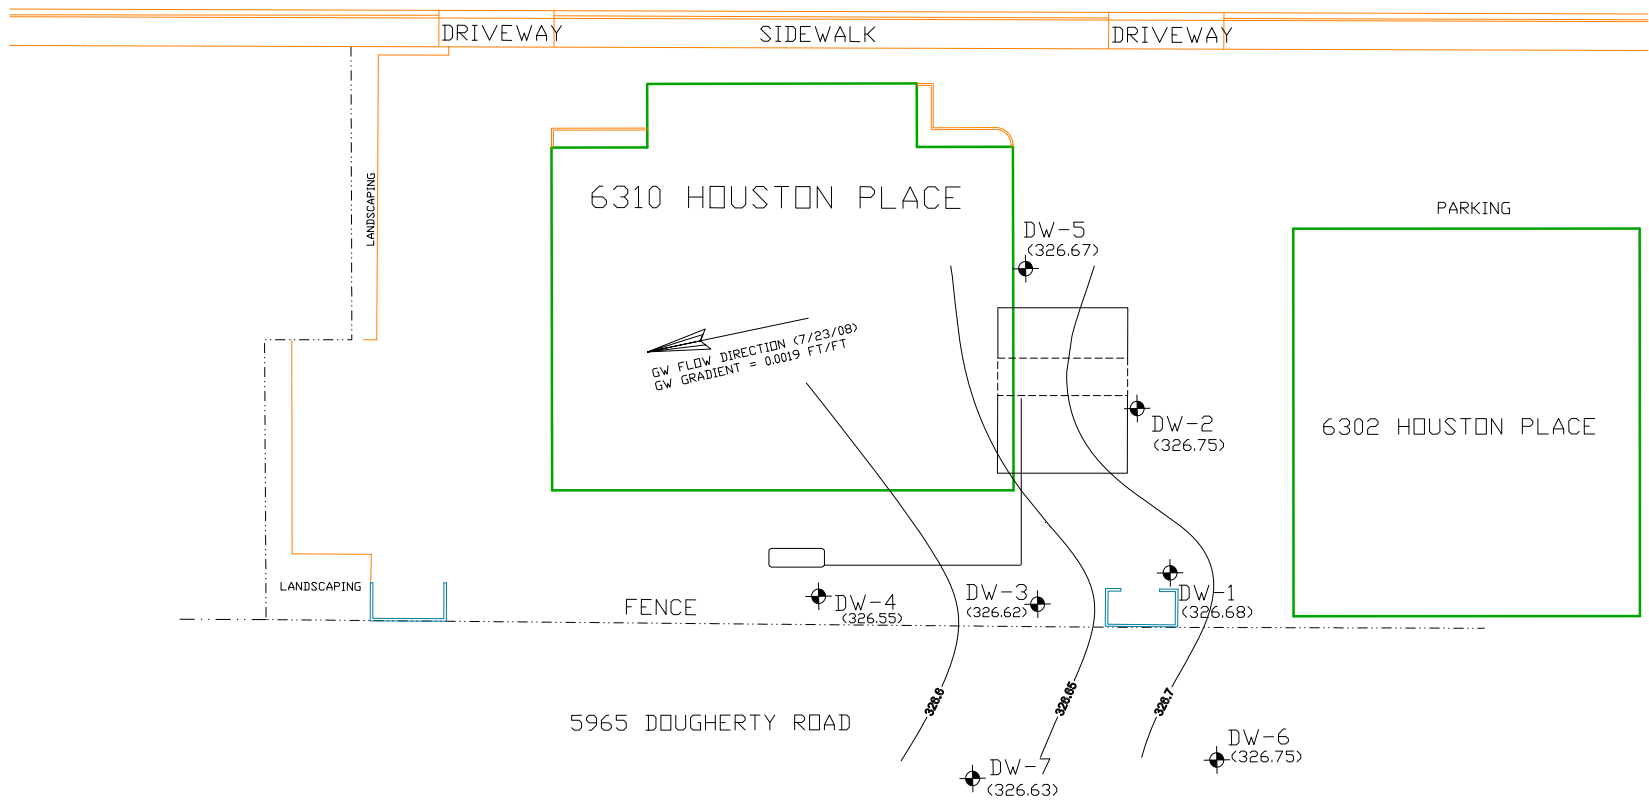 DRIVEWAY
SIDEWALK
DRIVEWAY
LANDSCAPING
6310 HOUSTON PLACE
PARKING
DW-5
(326.67)
GW FLOW DIRECTION (7/23/08)
GW GRADIENT = 0.0019 FT/FT
DW-2
(326.75)
6302 HOUSTON PLACE
LANDSCAPING
FENCE
DW-4
(326.55)
DW-3
(326.62)
DW-1
(326.68)
326.6
326.65
326.7
5965 DOUGHERTY ROAD
DW-6
(326.75)
DW-7
(326.63)